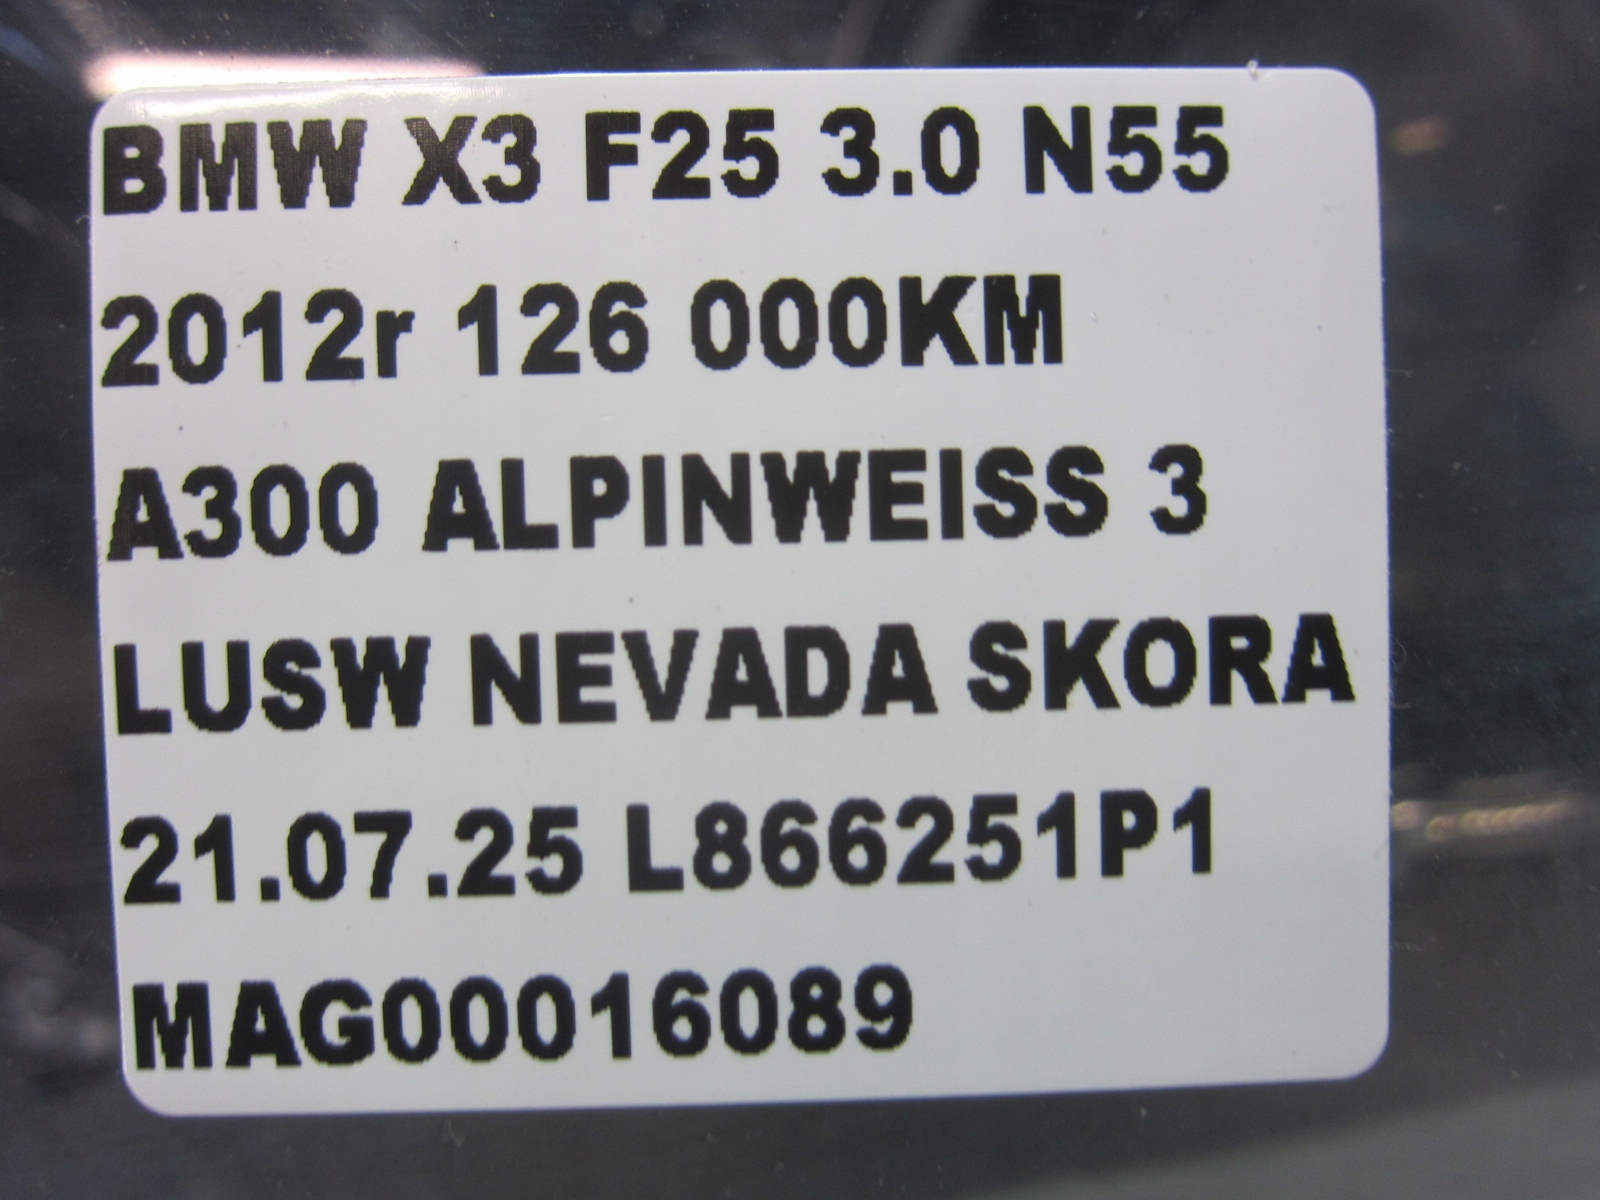 BMW X3 F25 3.0 N55
2012r 126 000KM
A300 ALPINWEISS 3
LUSW NEVADA SKORA
21.07.25 L866251P1
MAG00016089